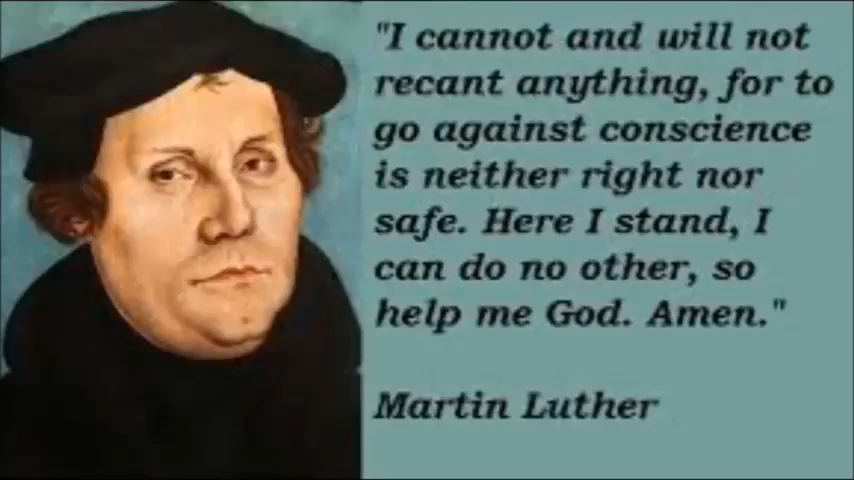 "I cannot and will not
recant anything, for to
go against conscience
is neither right nor
safe. Here I stand, I
can do no other, so
help me God. Amen."
Martin Luther